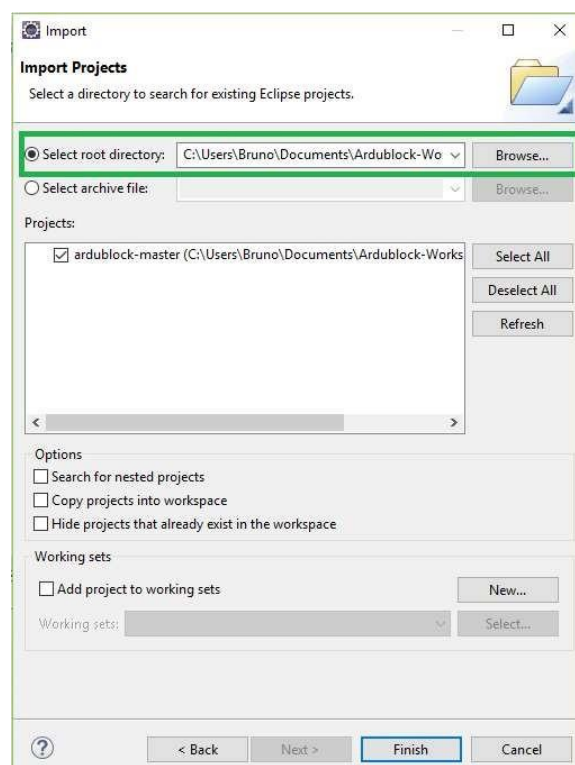 Import
Import Projects
Select a directory to search for existing Eclipse projects.
Select root directory: C:\Users\Bruno\Documents\Ardublock-Wo Browse...
Select archive file: Browse...
Projects:
ardublock-master (C:\Users\Bruno\Documents\Ardublock-Works Select All
Deselect All
Refresh
Options
Search for nested projects
Copy projects into workspace
Hide projects that already exist in the workspace
Working sets
Add project to working sets New...
Working sets: Select...
? < Back Next > Finish Cancel